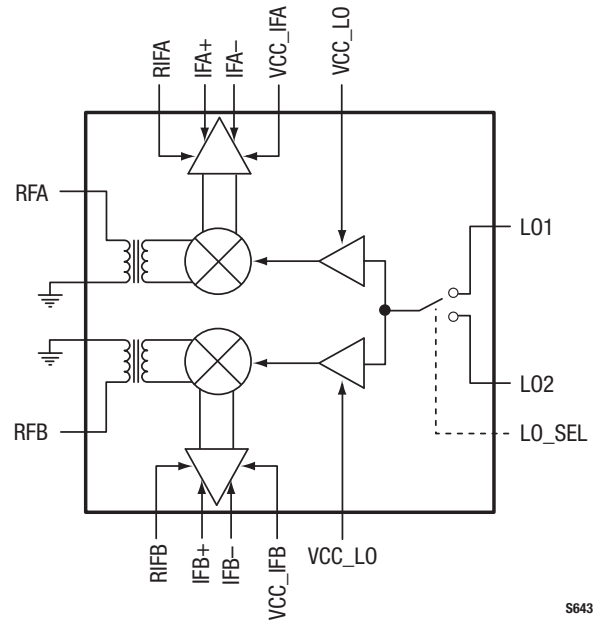 RIFA
IFA+
IFA–
VCC_IFA
VCC_LO
RFA
LO1
LO2
RFB
LO_SEL
RIFB
IFB+
IFB–
VCC_IFB
VCC_LO
S643